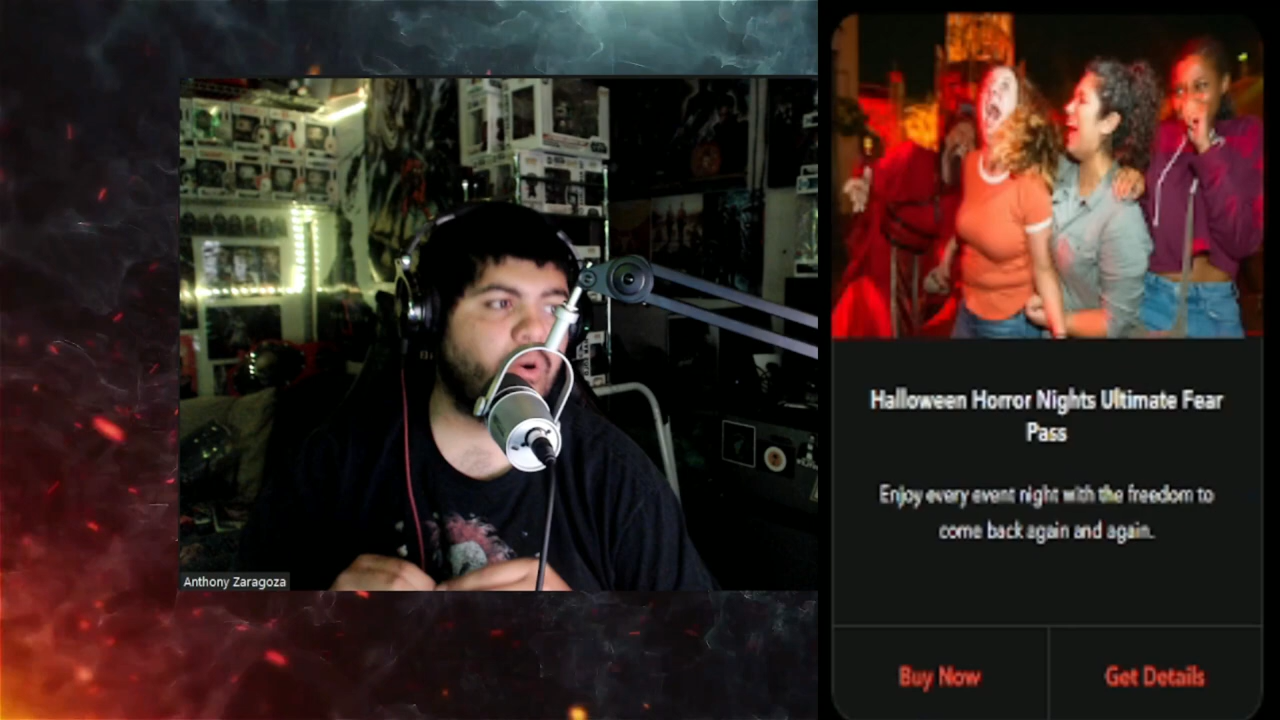 Anthony Zaragoza
Halloween Horror Nights Ultimate Fear
Pass
Enjoy every event night with the freedom to
come back again and again.
Buy Now
Get Details